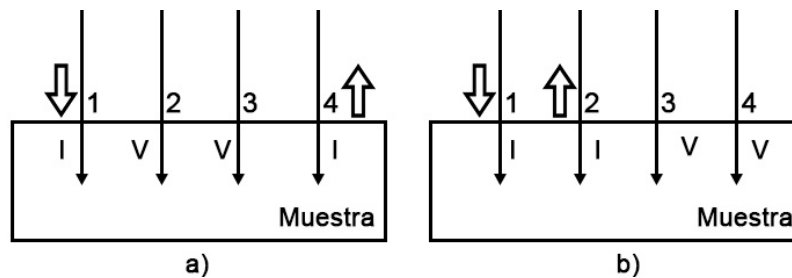 1 2 3 4
I V V I
Muestra
a)
1 2 3 4
I I V V
Muestra
b)